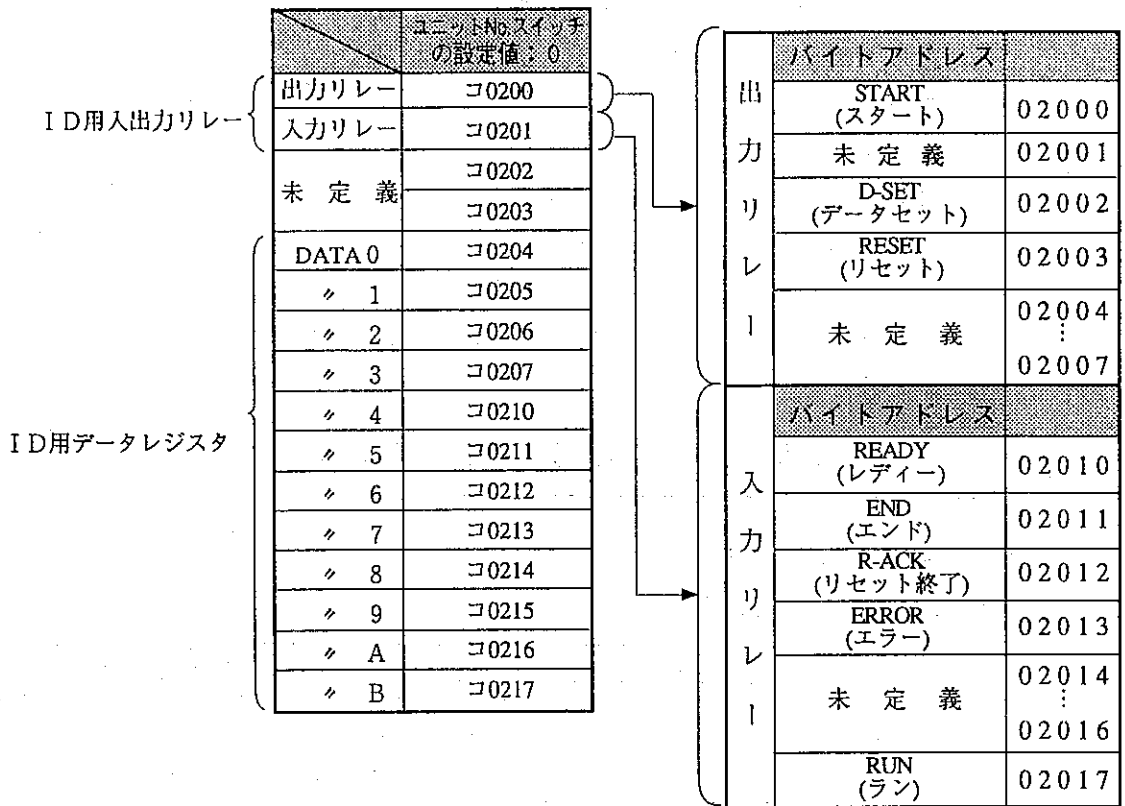 ユニットNo.スイッチ
の設定値：0
ID用入出力リレー
出力リレー コ0200
入力リレー コ0201
未 定 義 コ0202
コ0203
ID用データレジスタ
DATA 0 コ0204
〃 1 コ0205
〃 2 コ0206
〃 3 コ0207
〃 4 コ0210
〃 5 コ0211
〃 6 コ0212
〃 7 コ0213
〃 8 コ0214
〃 9 コ0215
〃 A コ0216
〃 B コ0217
出力リレー
バイトアドレス
START
(スタート) 02000
未 定 義 02001
D-SET
(データセット) 02002
RESET
(リセット) 02003
未 定 義 02004
⋮
02007
入力リレー
バイトアドレス
READY
(レディー) 02010
END
(エンド) 02011
R-ACK
(リセット終了) 02012
ERROR
(エラー) 02013
未 定 義 02014
⋮
02016
RUN
(ラン) 02017